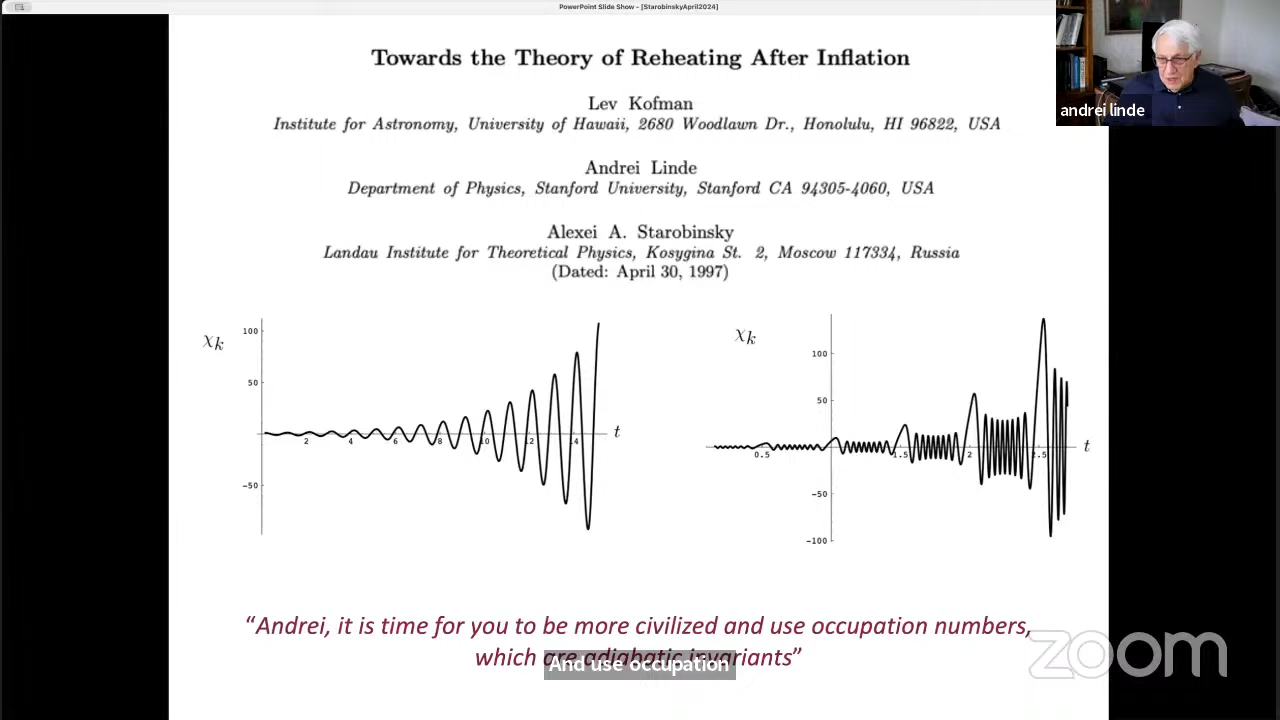 PowerPoint Slide Show - [StarobinskyApril2024]
andrei linde
Towards the Theory of Reheating After Inflation
Lev Kofman
Institute for Astronomy, University of Hawaii, 2680 Woodlawn Dr., Honolulu, HI 96822, USA
Andrei Linde
Department of Physics, Stanford University, Stanford CA 94305-4060, USA
Alexei A. Starobinsky
Landau Institute for Theoretical Physics, Kosygina St. 2, Moscow 117334, Russia
(Dated: April 30, 1997)
χk
100
50
-50
2 4 6 8 10 12 14
t
χk
100
50
-50
-100
0.5 1.5 2 2.5
t
“Andrei, it is time for you to be more civilized and use occupation numbers,
which are adiabatic invariants”
And use occupation
zoom